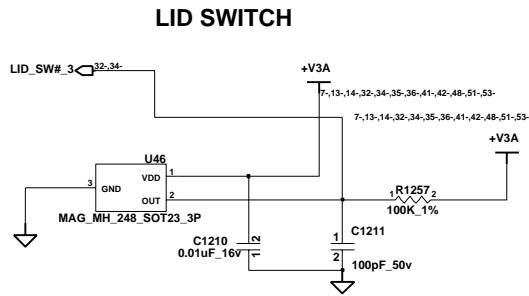 LID SWITCH
LID_SW#_3
32-,34-
+V3A
7-,13-,14-,32-,34-,35-,36-,41-,42-,48-,51-,53-
7-,13-,14-,32-,34-,35-,36-,41-,42-,48-,51-,53-
+V3A
U46
3 GND VDD 1
OUT 2
MAG_MH_248_SOT23_3P
1 R1257 2
100K_1%
C1210
0.01uF_16v
1 2
C1211
1
2
100pF_50v